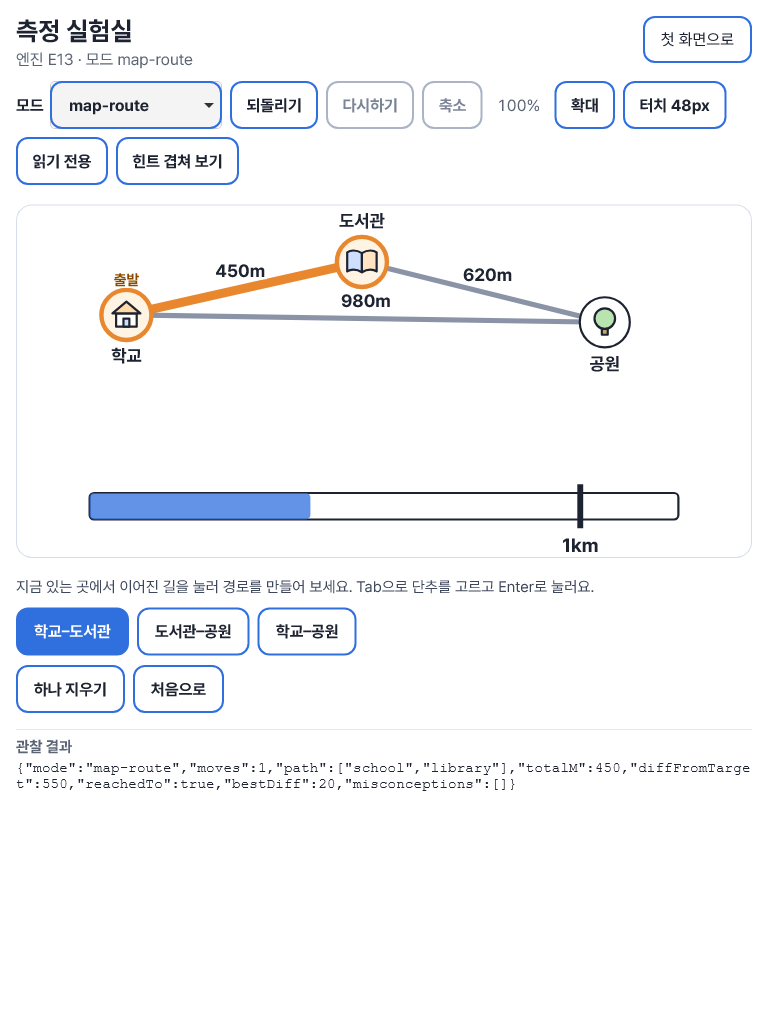 측정 실험실
엔진 E13 · 모드 map-route
첫 화면으로
모드 map-route 되돌리기 다시하기 축소 100% 확대 터치 48px
읽기 전용 힌트 겹쳐 보기
도서관
450m 620m
출발
980m
학교
공원
1km
지금 있는 곳에서 이어진 길을 눌러 경로를 만들어 보세요. Tab으로 단추를 고르고 Enter로 눌러요.
학교–도서관 도서관–공원 학교–공원
하나 지우기 처음으로
관찰 결과
{"mode":"map-route","moves":1,"path":["school","library"],"totalM":450,"diffFromTarge
t":550,"reachedTo":true,"bestDiff":20,"misconceptions":[]}